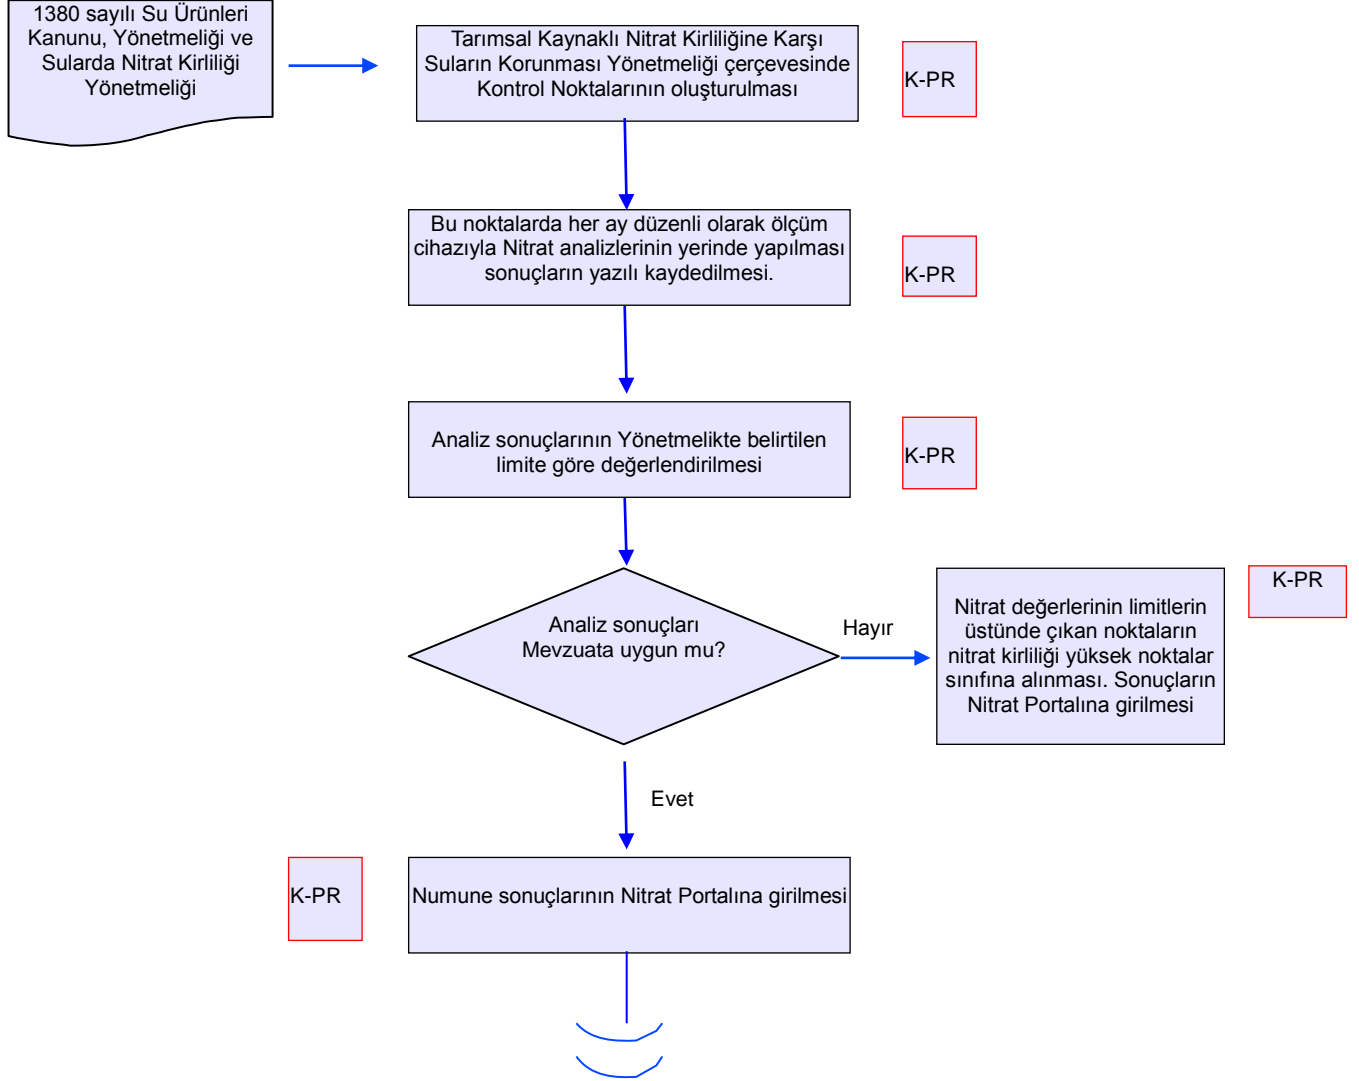 1380 sayılı Su Ürünleri
Kanunu, Yönetmeliği ve
Sularda Nitrat Kirliliği
Yönetmeliği
Tarımsal Kaynaklı Nitrat Kirliliğine Karşı
Suların Korunması Yönetmeliği çerçevesinde
Kontrol Noktalarının oluşturulması
K-PR
Bu noktalarda her ay düzenli olarak ölçüm
cihazıyla Nitrat analizlerinin yerinde yapılması
sonuçların yazılı kaydedilmesi.
K-PR
Analiz sonuçlarının Yönetmelikte belirtilen
limite göre değerlendirilmesi
K-PR
Analiz sonuçları
Mevzuata uygun mu?
Hayır
Nitrat değerlerinin limitlerin
üstünde çıkan noktaların
nitrat kirliliği yüksek noktalar
sınıfına alınması. Sonuçların
Nitrat Portalına girilmesi
K-PR
Evet
K-PR
Numune sonuçlarının Nitrat Portalına girilmesi